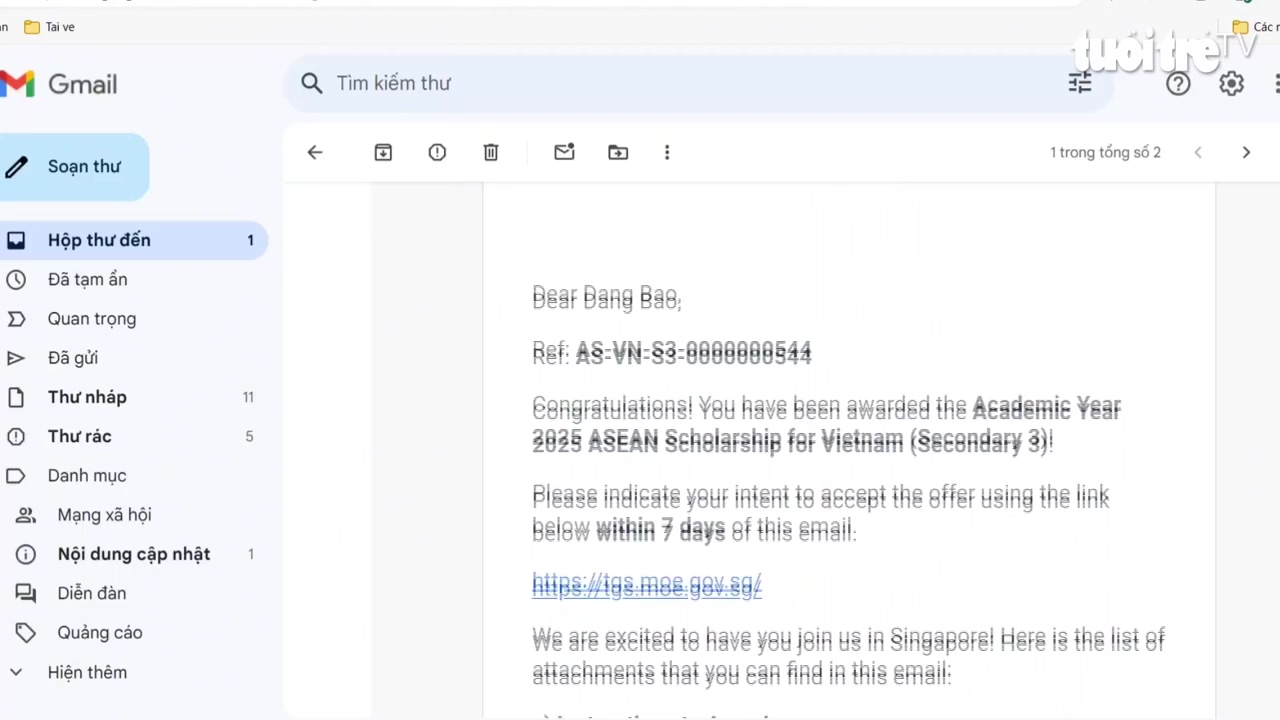 Tai ve
Các
tuổi trẻ TV
Gmail
Tìm kiếm thư
Soạn thư
1 trong tổng số 2
Hộp thư đến 1
Đã tạm ẩn
Quan trọng
Đã gửi
Thư nháp 11
Thư rác 5
Danh mục
Mạng xã hội
Nội dung cập nhật 1
Diễn đàn
Quảng cáo
Hiện thêm
Dear Dang Bao,
Ref: AS-VN-S3-0000000544
Congratulations! You have been awarded the Academic Year
2025 ASEAN Scholarship for Vietnam (Secondary 3)!
Please indicate your intent to accept the offer using the link
below within 7 days of this email.
https://tgs.moe.gov.sg/
We are excited to have you join us in Singapore! Here is the list of
attachments that you can find in this email: